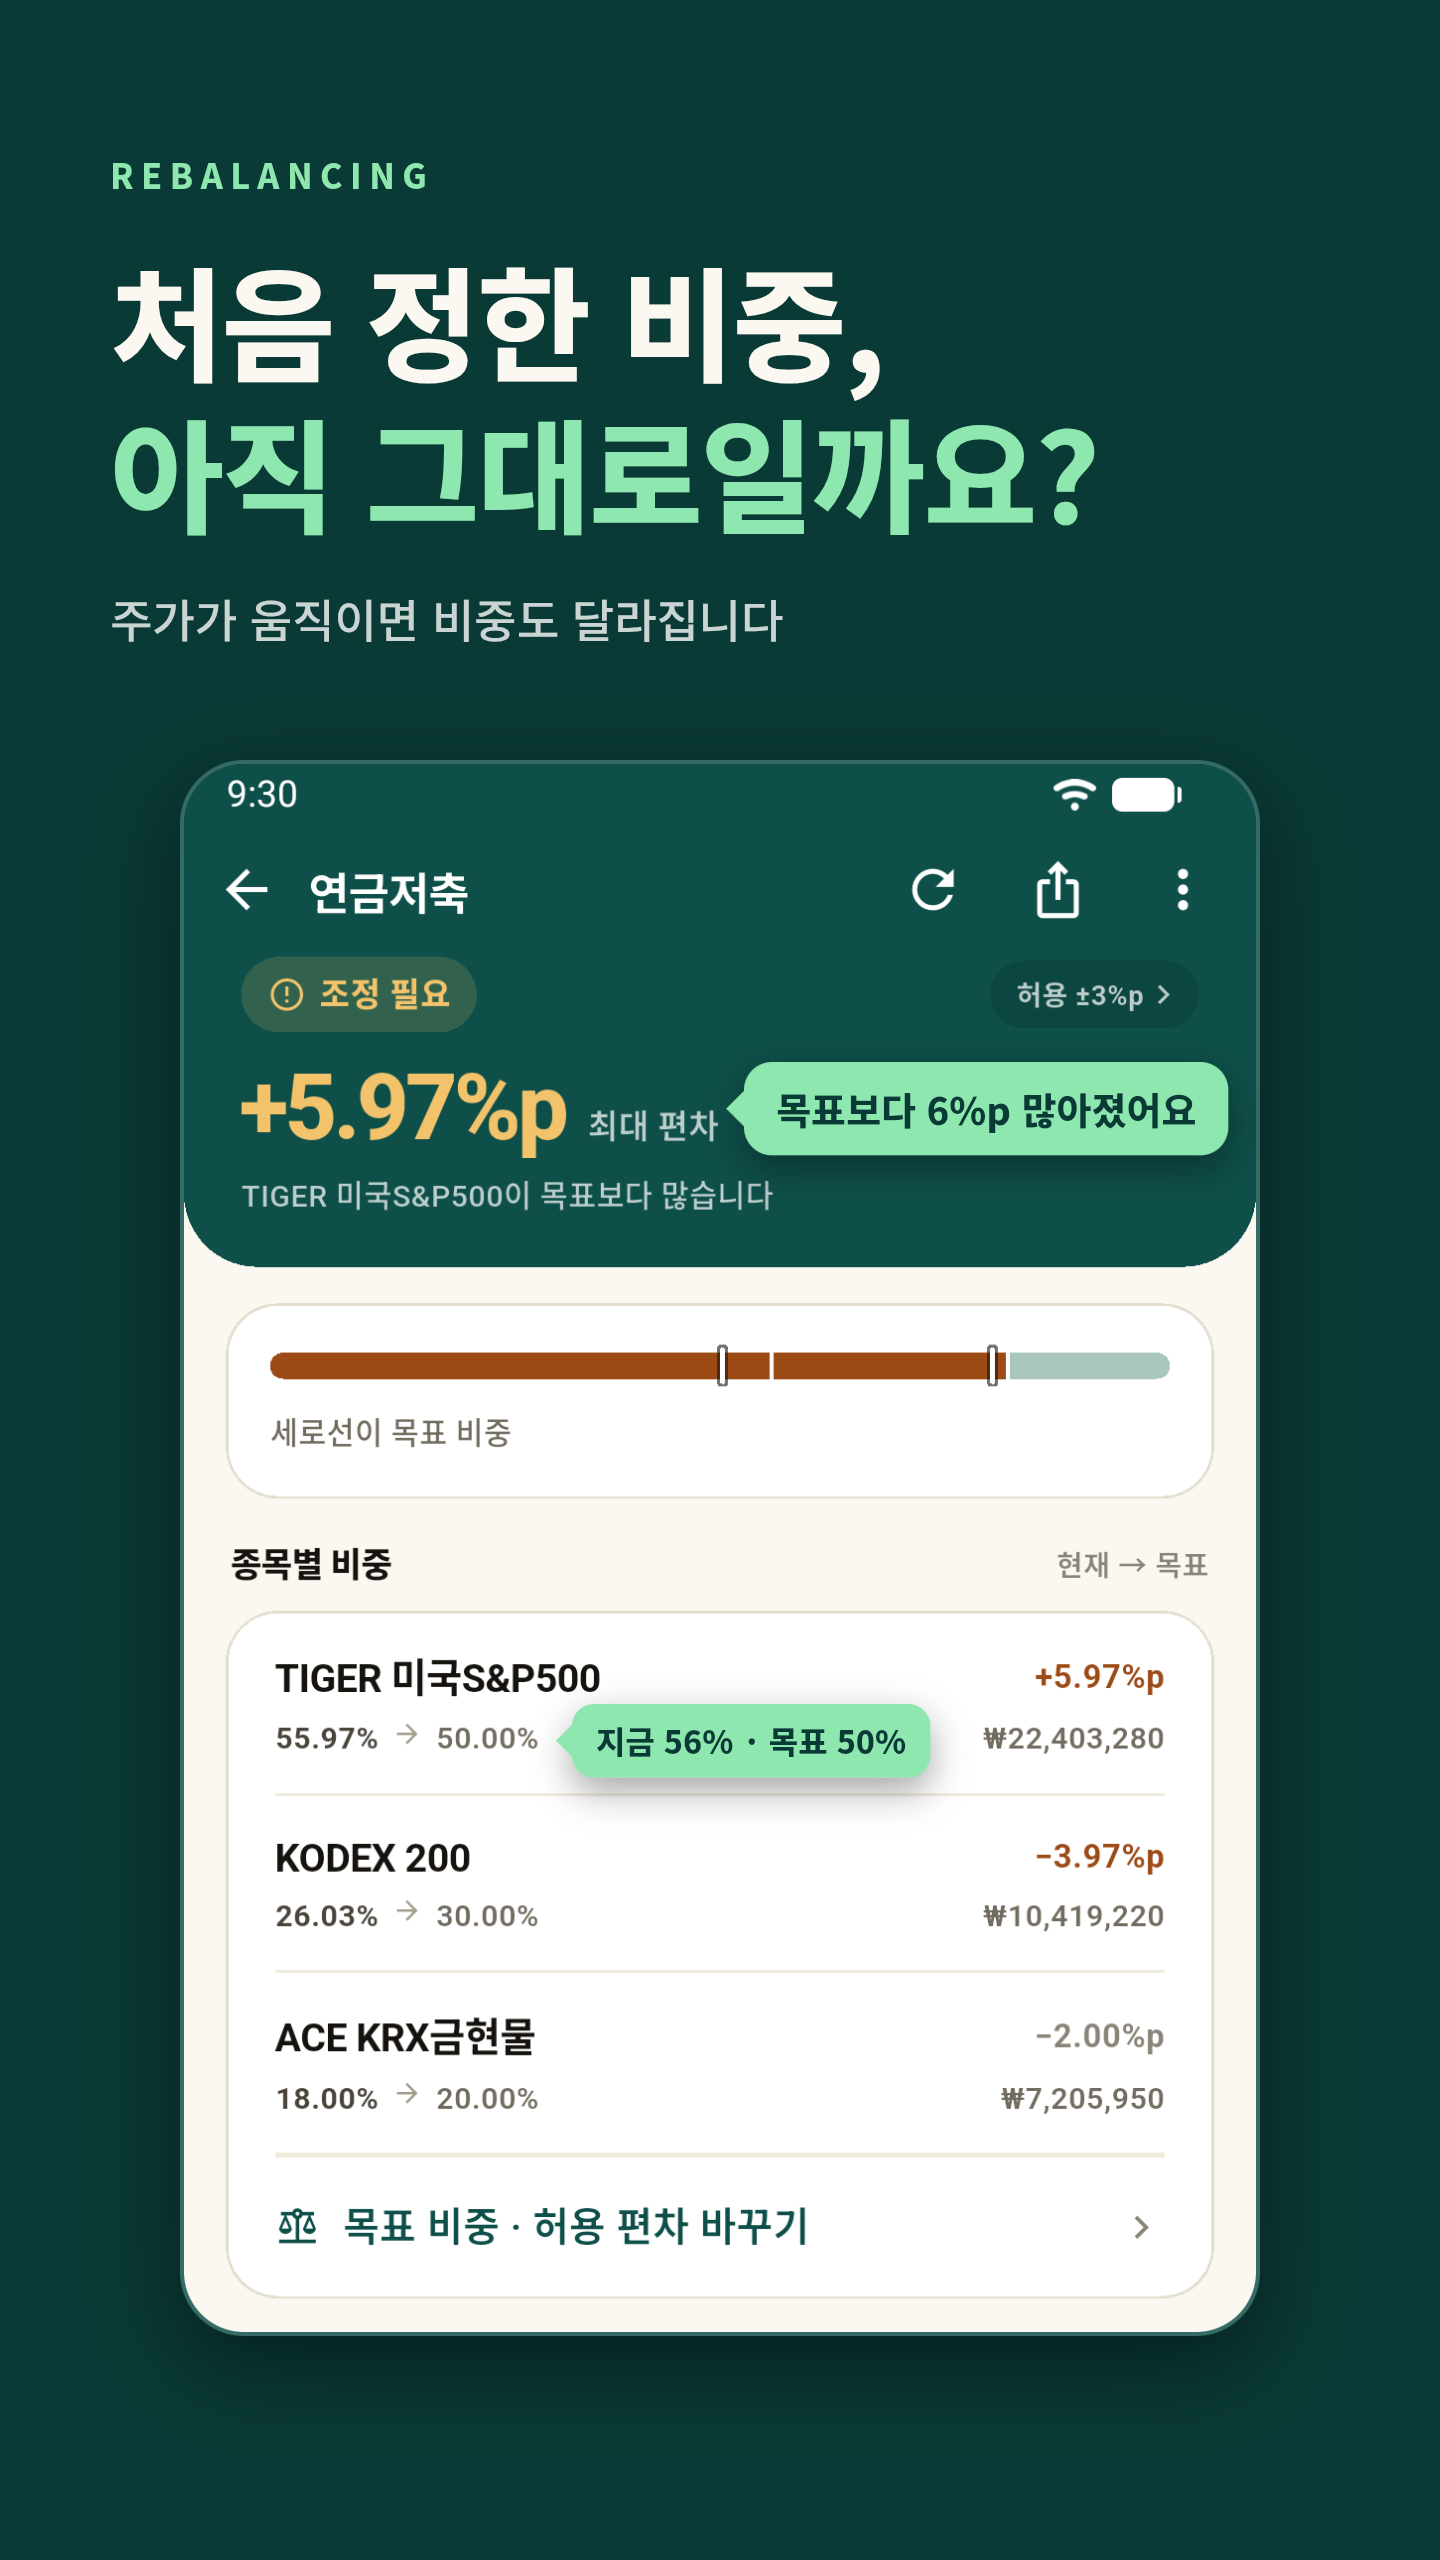 REBALANCING
처음 정한 비중,
아직 그대로일까요?
주가가 움직이면 비중도 달라집니다
9:30
연금저축
조정 필요
허용 ±3%p
+5.97%p 최대 편차
목표보다 6%p 많아졌어요
TIGER 미국S&P500이 목표보다 많습니다
세로선이 목표 비중
종목별 비중
현재 → 목표
TIGER 미국S&P500
+5.97%p
55.97% → 50.00%
지금 56% · 목표 50%
₩22,403,280
KODEX 200
−3.97%p
26.03% → 30.00%
₩10,419,220
ACE KRX금현물
−2.00%p
18.00% → 20.00%
₩7,205,950
목표 비중 · 허용 편차 바꾸기